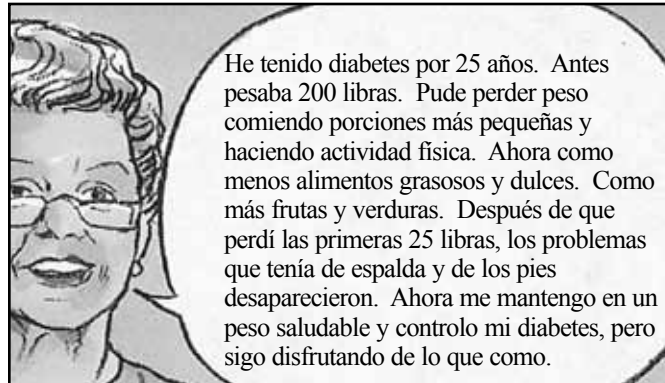 He tenido diabetes por 25 años.  Antes
pesaba 200 libras.  Pude perder peso
comiendo porciones más pequeñas y
haciendo actividad física.  Ahora como
menos alimentos grasosos y dulces.  Como
más frutas y verduras.  Después de que
perdí las primeras 25 libras, los problemas
que tenía de espalda y de los pies
desaparecieron.  Ahora me mantengo en un
peso saludable y controlo mi diabetes, pero
sigo disfrutando de lo que como.